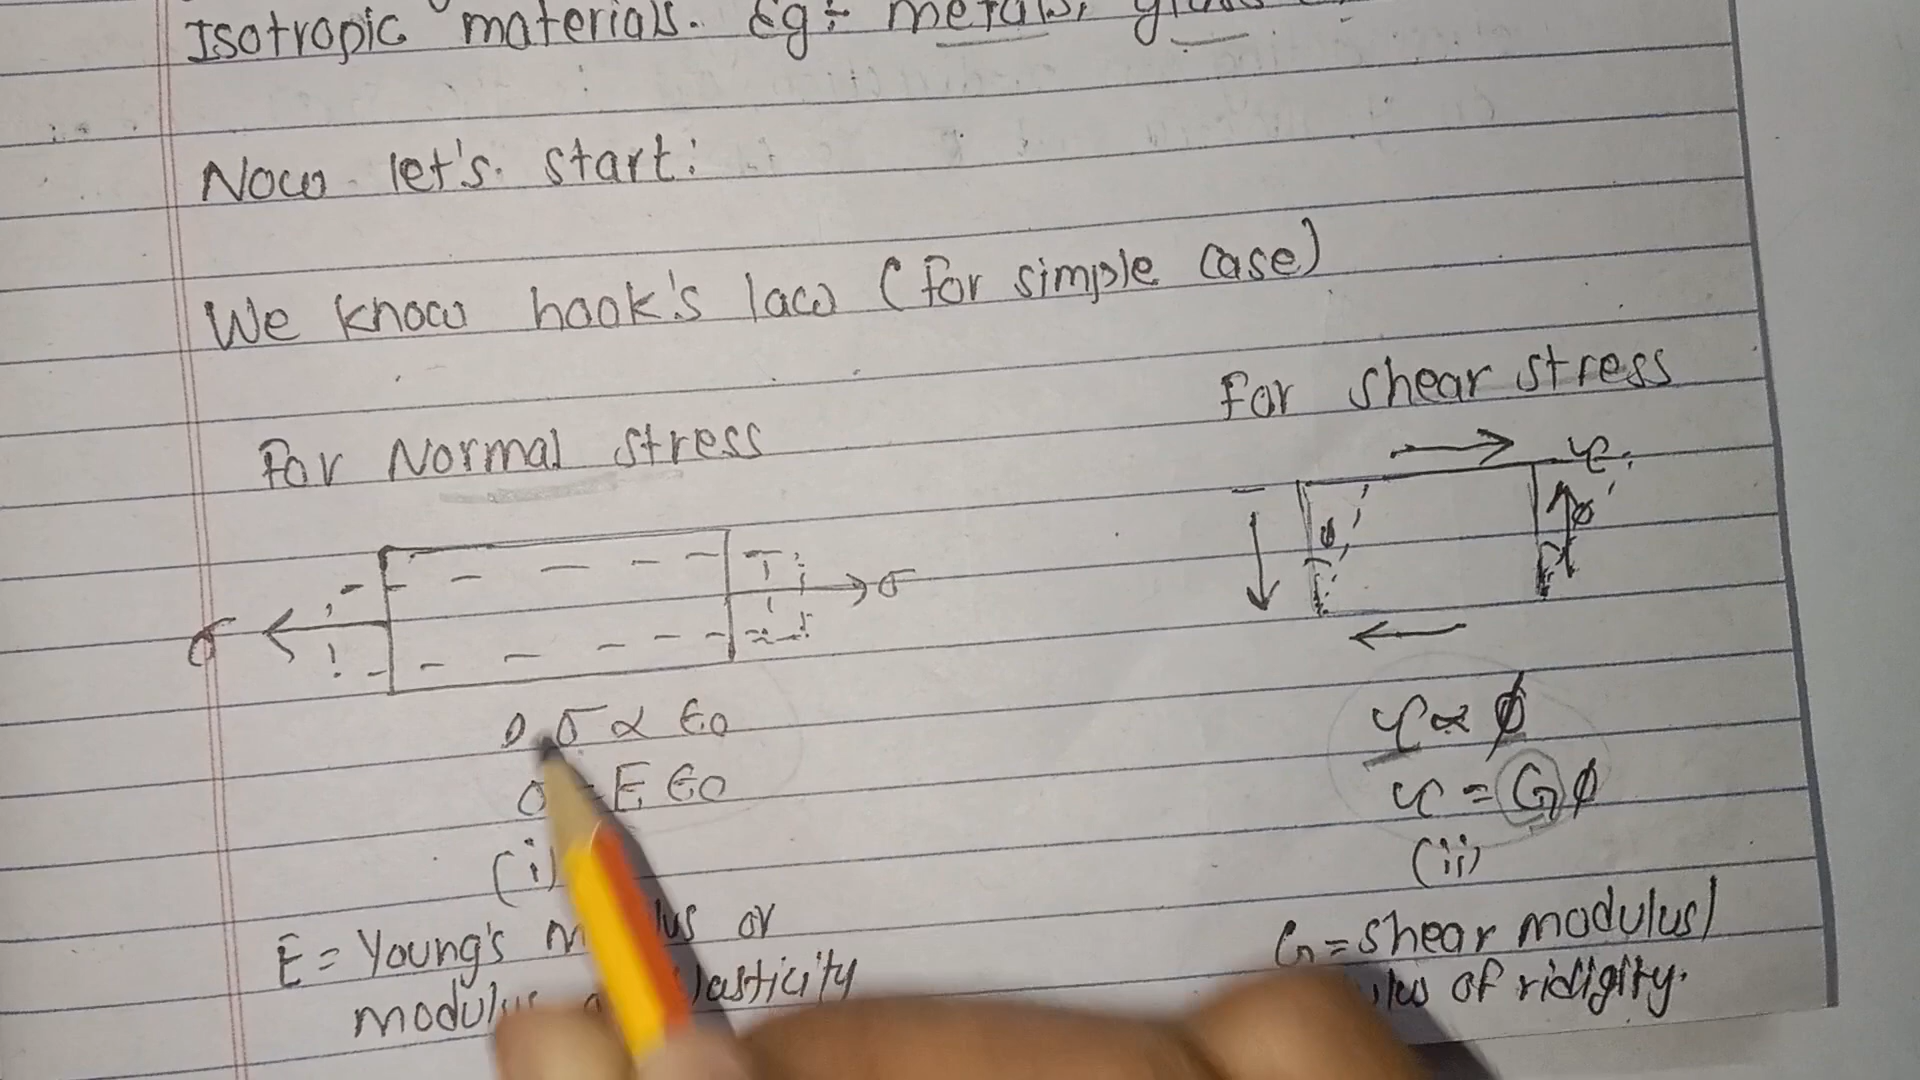 Isotropic materials. Eg:- metals,
Now let's start:
We know hook's law (for simple case)
For shear stress
For Normal stress
τ
φ
φ
σ
σ
σ ∝ ε0
τ ∝ φ
σ = E ε0
τ = G φ
(i)
(ii)
E = Young's or
G = shear modulus/
of ridigity.